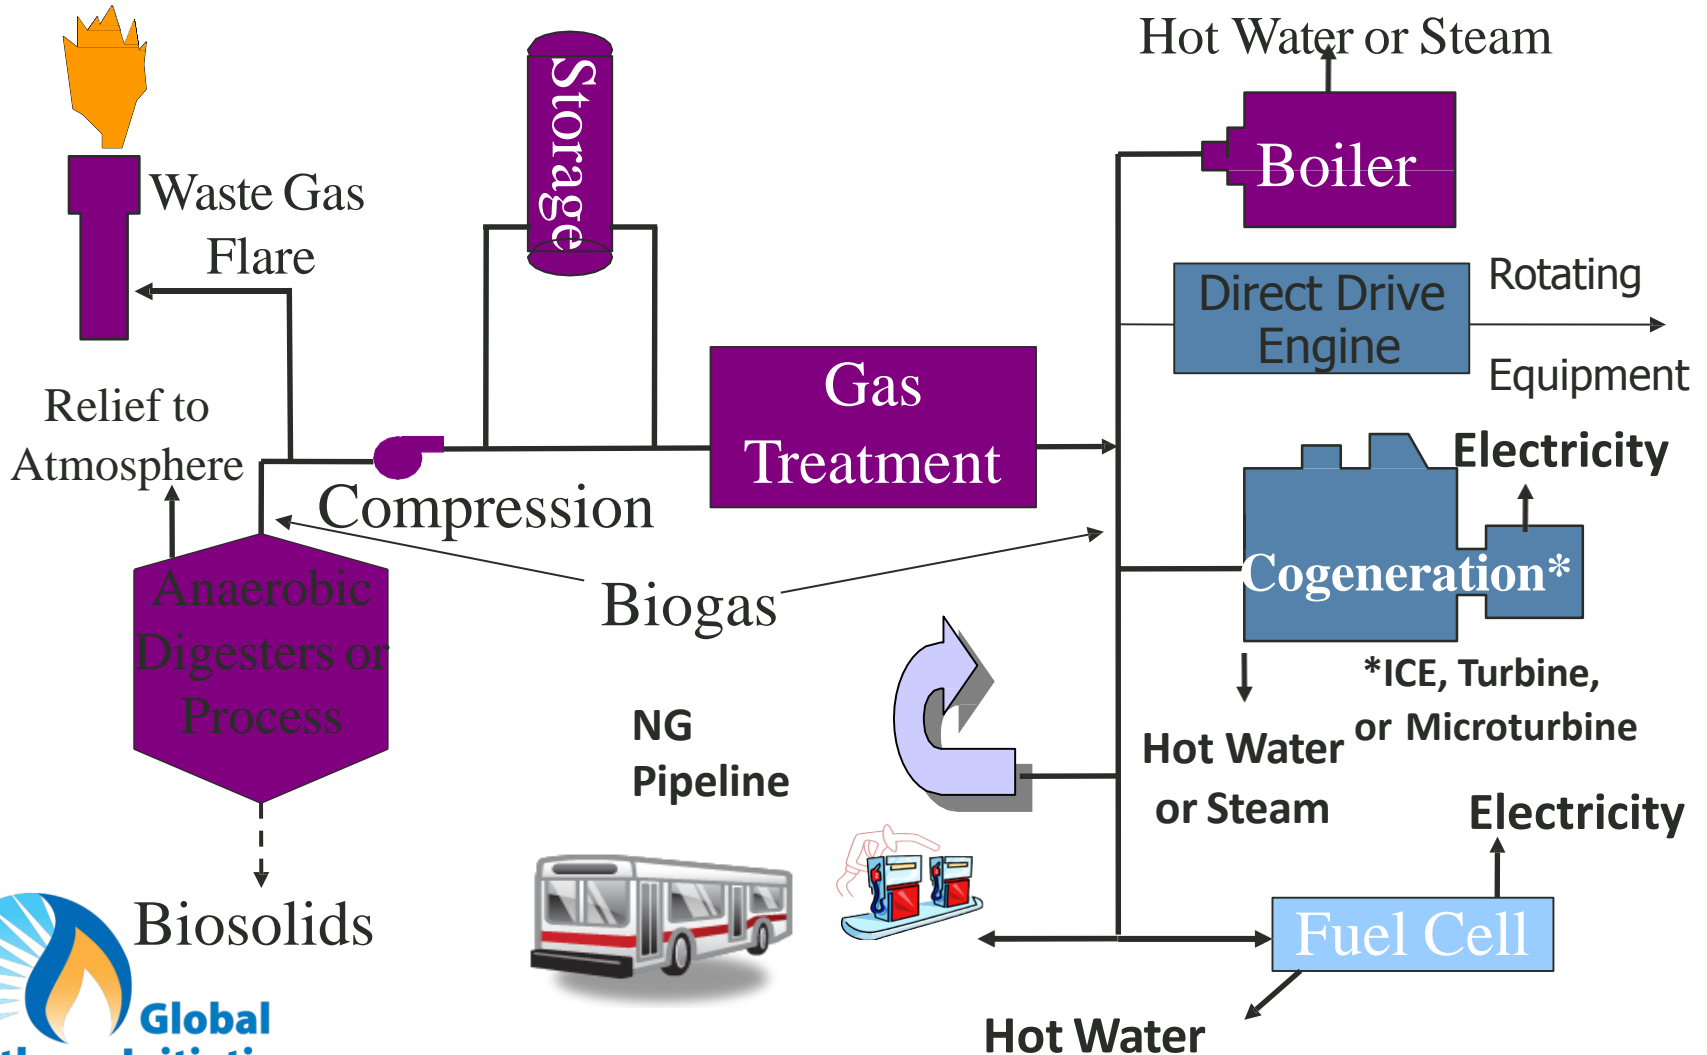 Hot Water or Steam
Storage
Boiler
Waste Gas
Flare
Direct Drive
Engine
Rotating
Equipment
Gas
Treatment
Relief to
Atmosphere
Compression
Electricity
Cogeneration*
Biogas
Anaerobic
Digesters or
Process
*ICE, Turbine,
or Microturbine
NG
Pipeline
Hot Water
or Steam
Electricity
Biosolids
Fuel Cell
Global
Hot Water